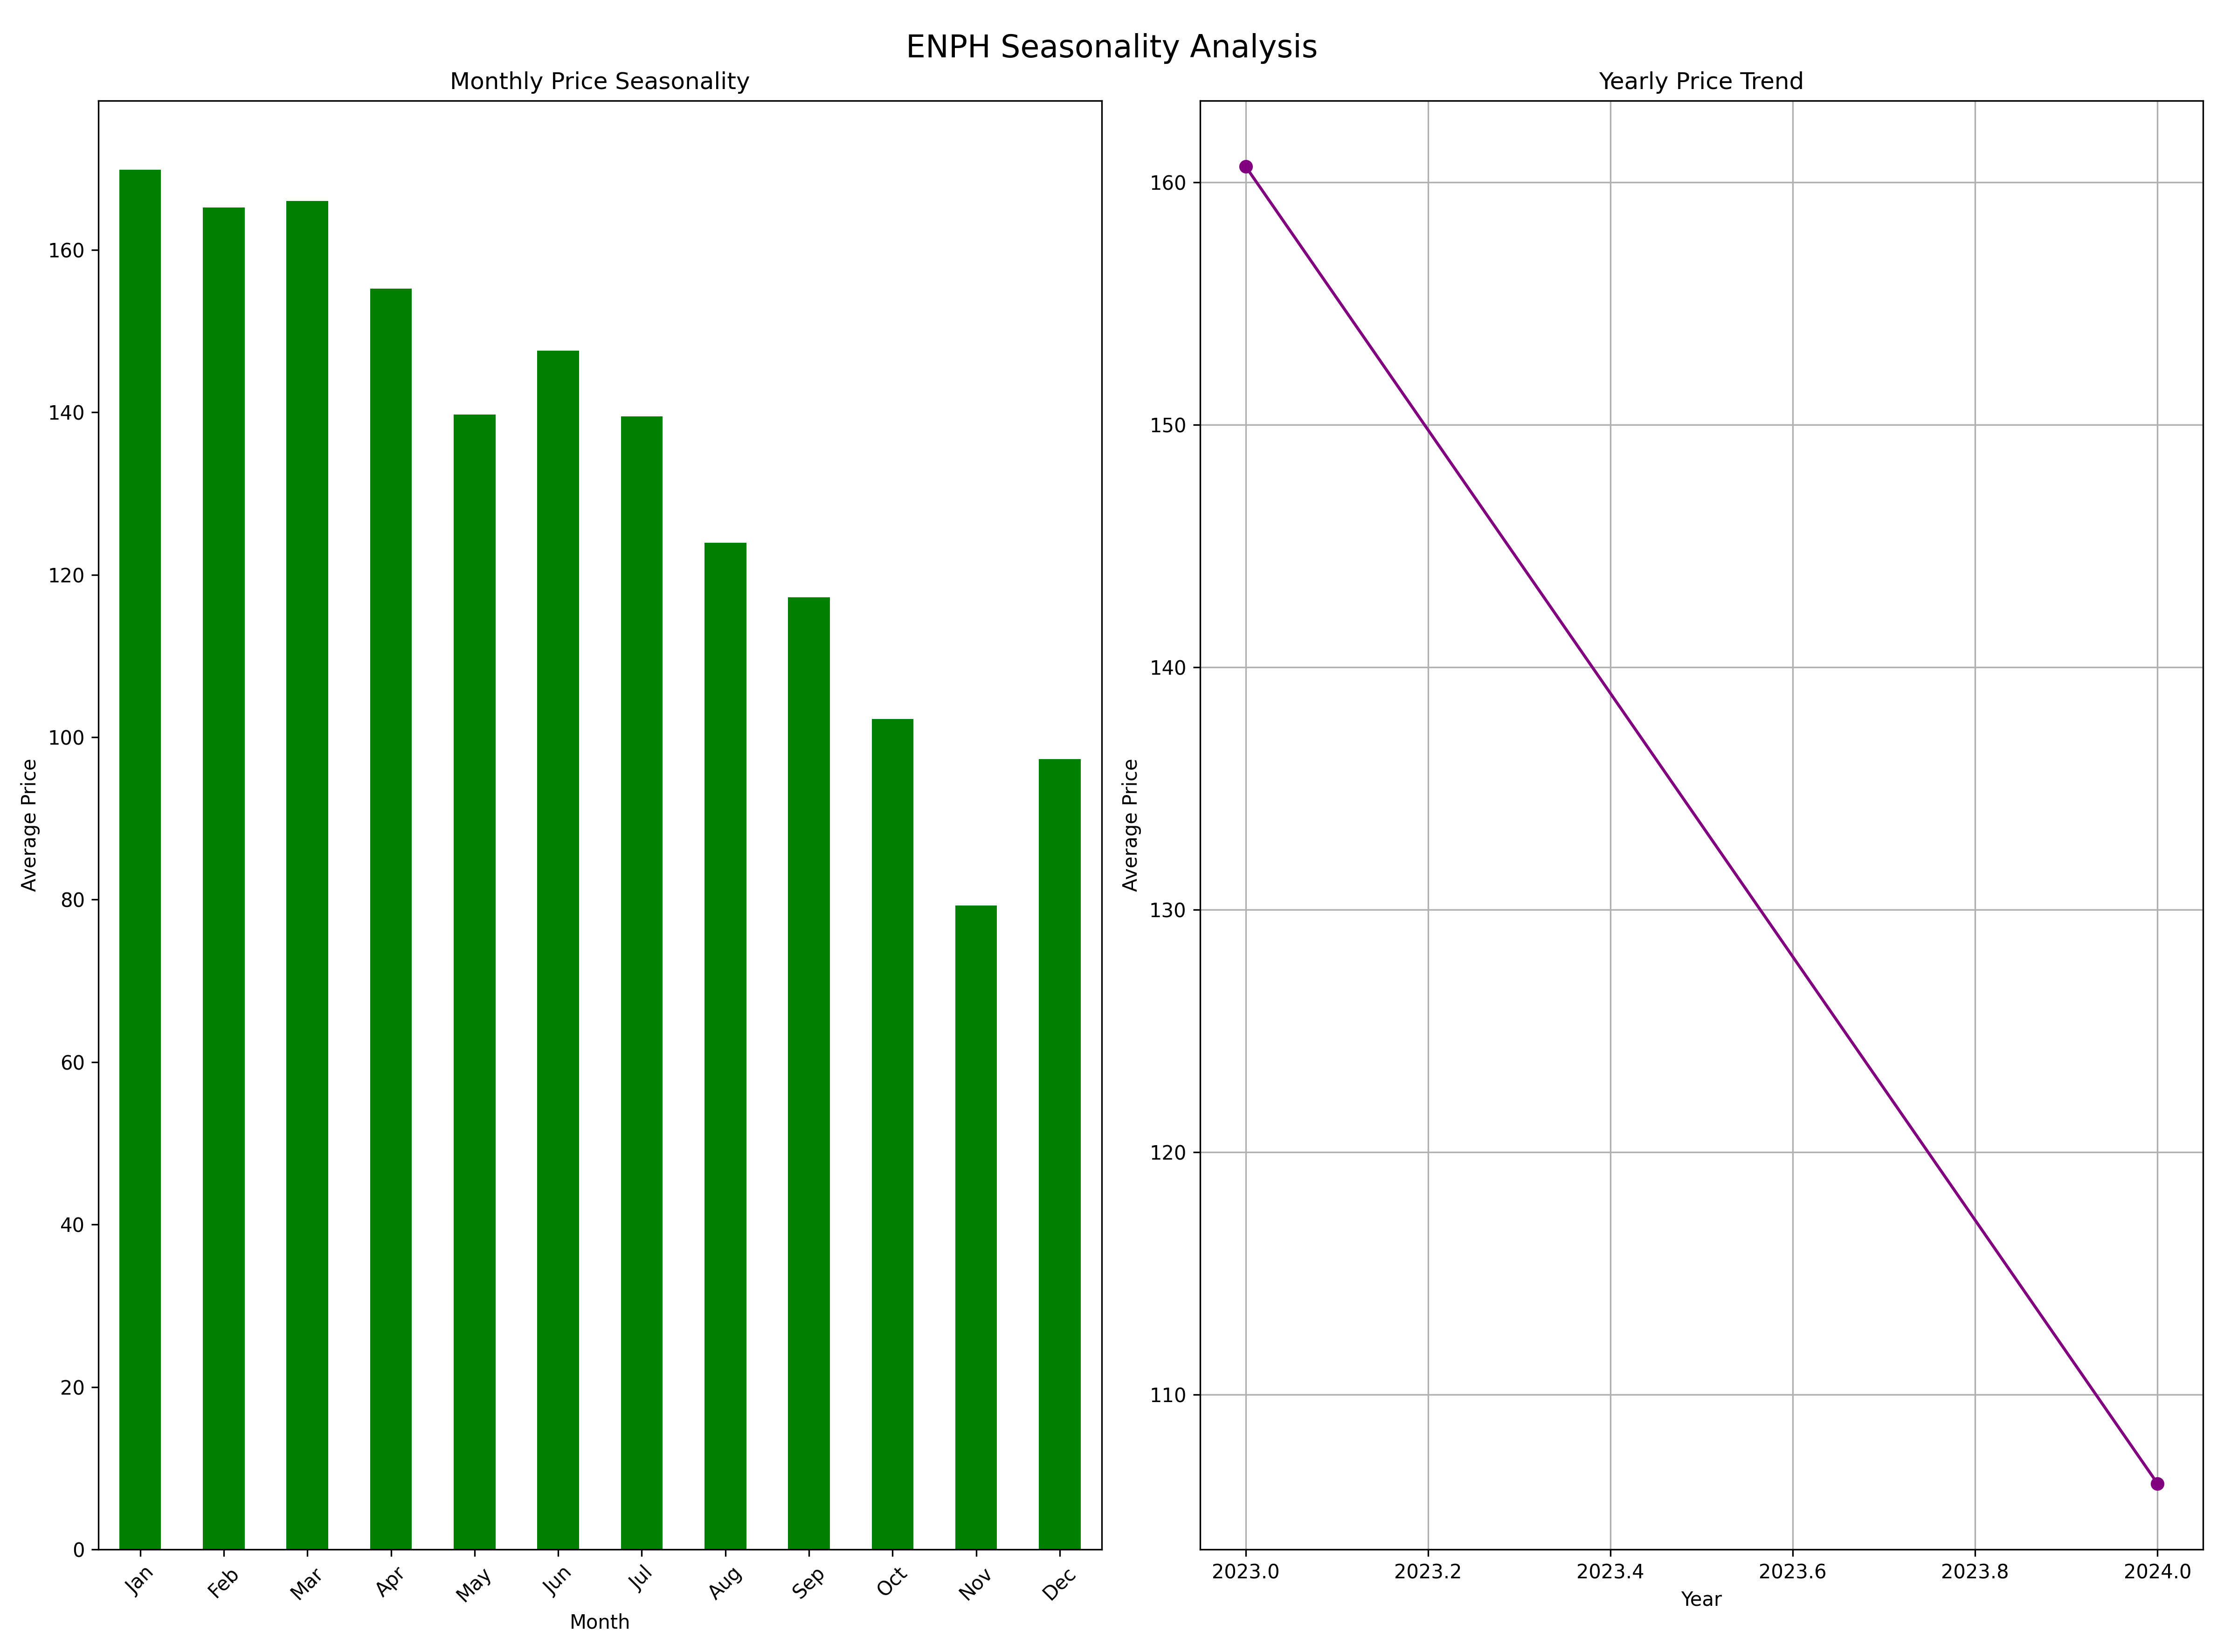 ENPH Seasonality Analysis
Monthly Price Seasonality
Average Price
160
140
120
100
80
60
40
20
0
Jan
Feb
Mar
Apr
May
Jun
Jul
Aug
Sep
Oct
Nov
Dec
Month
Yearly Price Trend
Average Price
160
150
140
130
120
110
2023.0
2023.2
2023.4
2023.6
2023.8
2024.0
Year